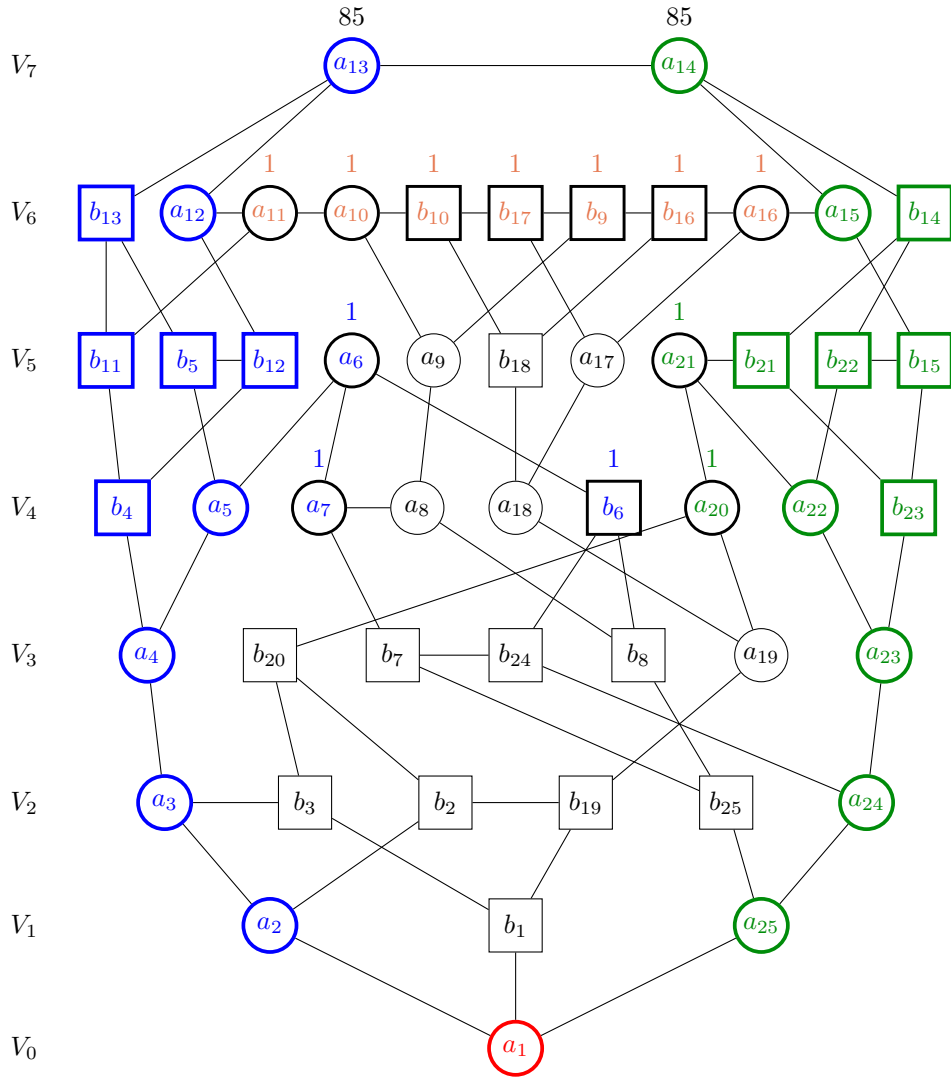 85 85
V₇ a₁₃ a₁₄
1 1 1 1 1 1 1
V₆ b₁₃ a₁₂ a₁₁ a₁₀ b₁₀ b₁₇ b₉ b₁₆ a₁₆ a₁₅ b₁₄
1 1
V₅ b₁₁ b₅ b₁₂ a₆ a₉ b₁₈ a₁₇ a₂₁ b₂₁ b₂₂ b₁₅
1 1 1
V₄ b₄ a₅ a₇ a₈ a₁₈ b₆ a₂₀ a₂₂ b₂₃
V₃ a₄ b₂₀ b₇ b₂₄ b₈ a₁₉ a₂₃
V₂ a₃ b₃ b₂ b₁₉ b₂₅ a₂₄
V₁ a₂ b₁ a₂₅
V₀ a₁